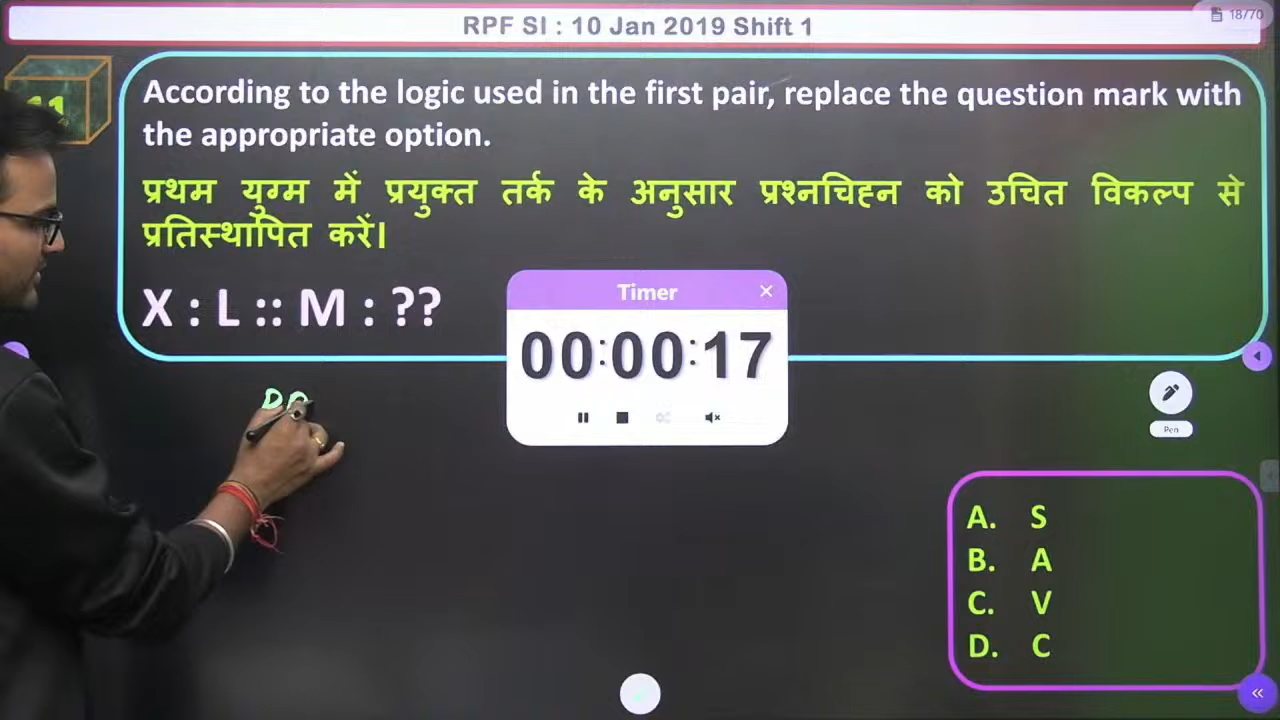 RPF SI : 10 Jan 2019 Shift 1
18/70
11
According to the logic used in the first pair, replace the question mark with
the appropriate option.
प्रथम युग्म में प्रयुक्त तर्क के अनुसार प्रश्नचिह्न को उचित विकल्प से
प्रतिस्थापित करें।
X : L :: M : ??
Timer
00:00:17
Pen
A. S
B. A
C. V
D. C